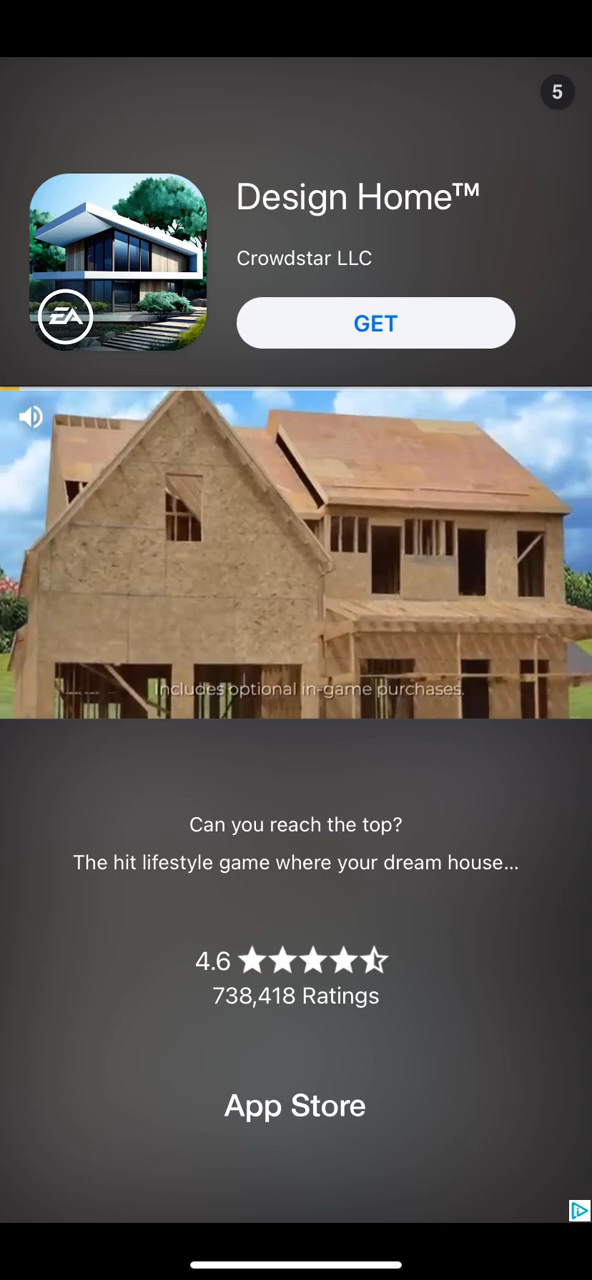 5
Design Home™
Crowdstar LLC
EA
GET
Includes optional in-game purchases.
Can you reach the top?
The hit lifestyle game where your dream house...
4.6
738,418 Ratings
App Store